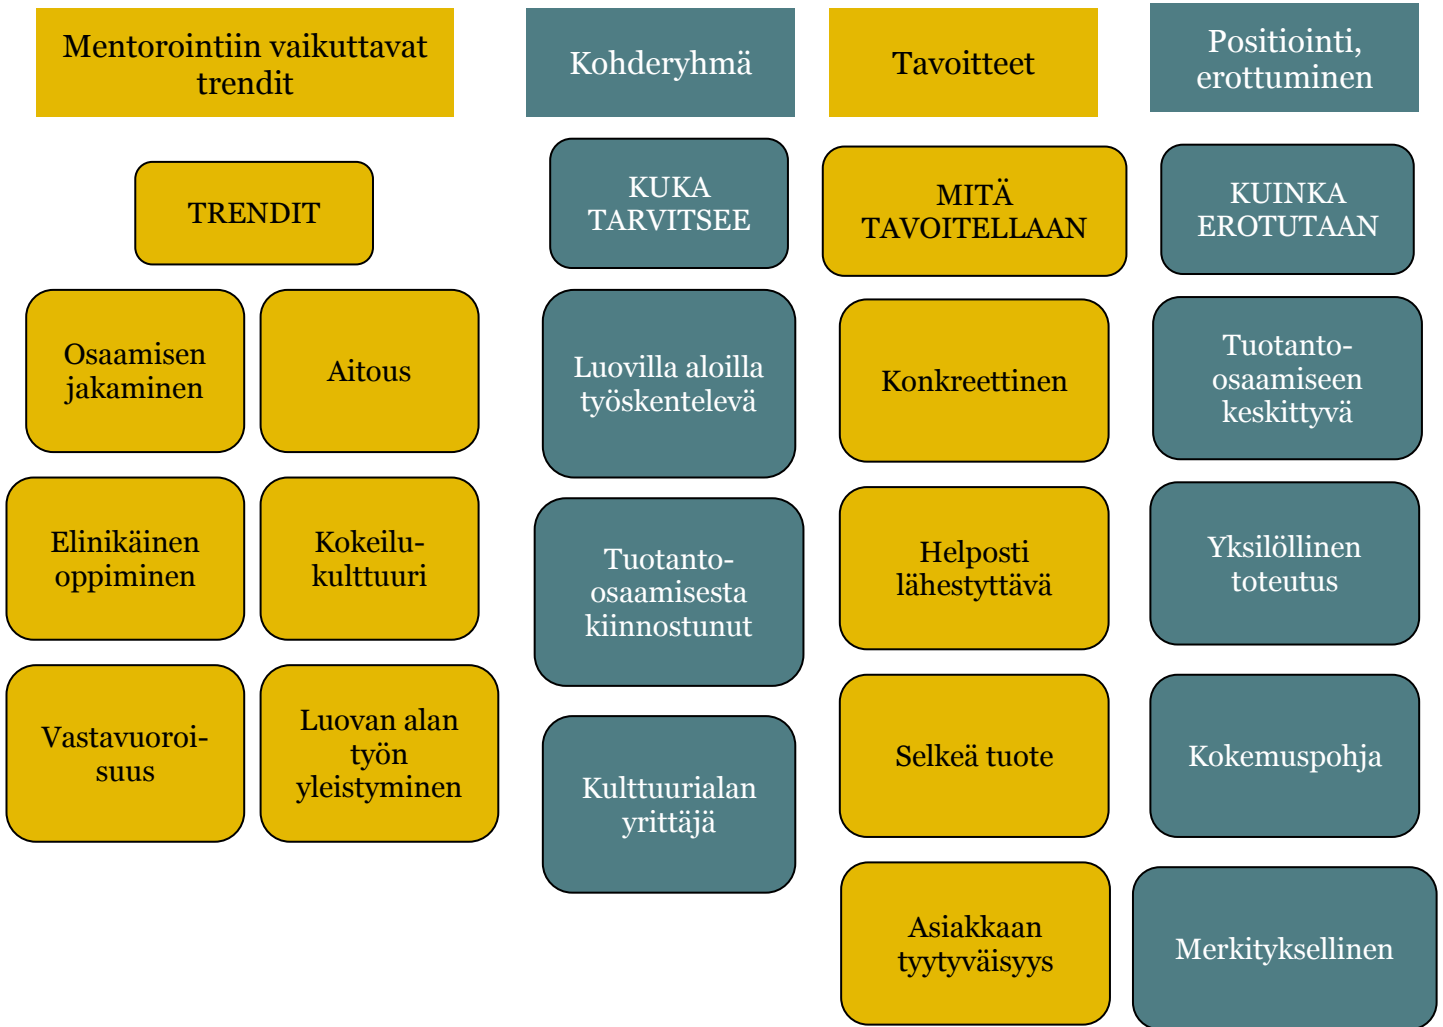 Mentorointiin vaikuttavat
trendit
TRENDIT
Osaamisen
jakaminen
Aitous
Elinikäinen
oppiminen
Kokeilu-
kulttuuri
Vastavuoroi-
suus
Luovan alan
työn
yleistyminen
Kohderyhmä
KUKA
TARVITSEE
Luovilla aloilla
työskentelevä
Tuotanto-
osaamisesta
kiinnostunut
Kulttuurialan
yrittäjä
Tavoitteet
MITÄ
TAVOITELLAAN
Konkreettinen
Helposti
lähestyttävä
Selkeä tuote
Asiakkaan
tyytyväisyys
Positiointi,
erottuminen
KUINKA
EROTUTAAN
Tuotanto-
osaamiseen
keskittyvä
Yksilöllinen
toteutus
Kokemuspohja
Merkityksellinen